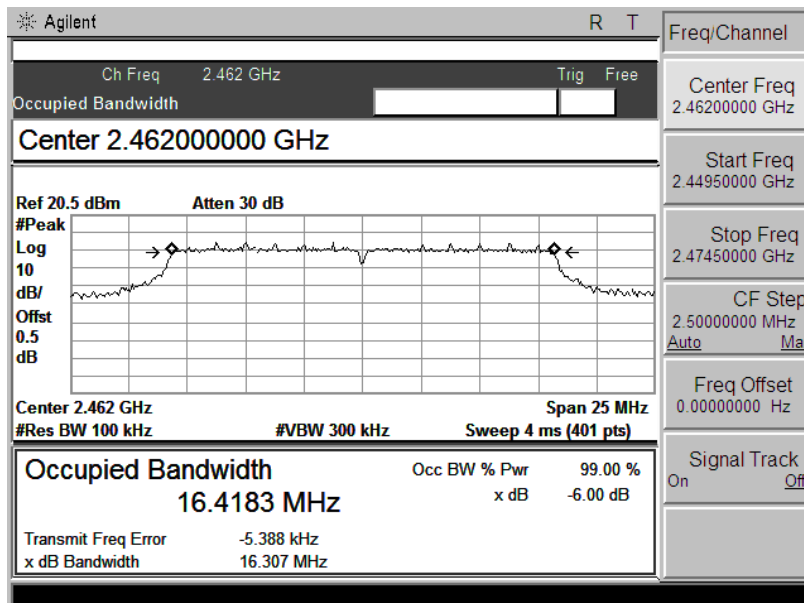 Agilent R T
Freq/Channel
Ch Freq 2.462 GHz Trig Free
Occupied Bandwidth
Center 2.462000000 GHz
Ref 20.5 dBm Atten 30 dB
#Peak
Log
10
dB/
Offst
0.5
dB
Center 2.462 GHz Span 25 MHz
#Res BW 100 kHz #VBW 300 kHz Sweep 4 ms (401 pts)
Occupied Bandwidth
16.4183 MHz
Occ BW % Pwr 99.00 %
x dB -6.00 dB
Transmit Freq Error -5.388 kHz
x dB Bandwidth 16.307 MHz
Center Freq
2.46200000 GHz
Start Freq
2.44950000 GHz
Stop Freq
2.47450000 GHz
CF Step
2.50000000 MHz
Auto Ma
Freq Offset
0.00000000 Hz
Signal Track
On Off